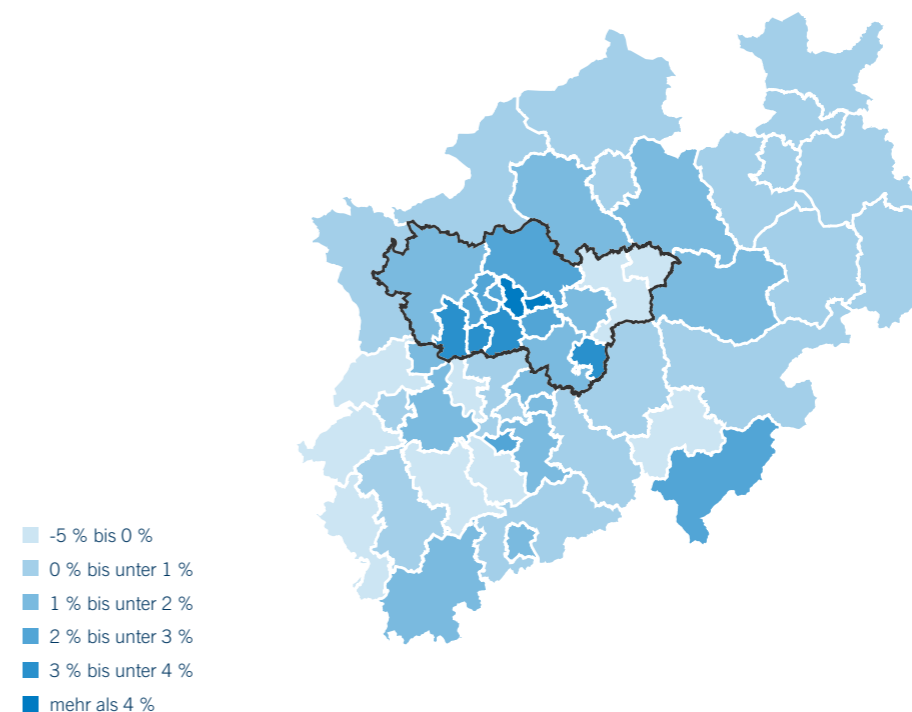 -5 % bis 0 %
0 % bis unter 1 %
1 % bis unter 2 %
2 % bis unter 3 %
3 % bis unter 4 %
mehr als 4 %